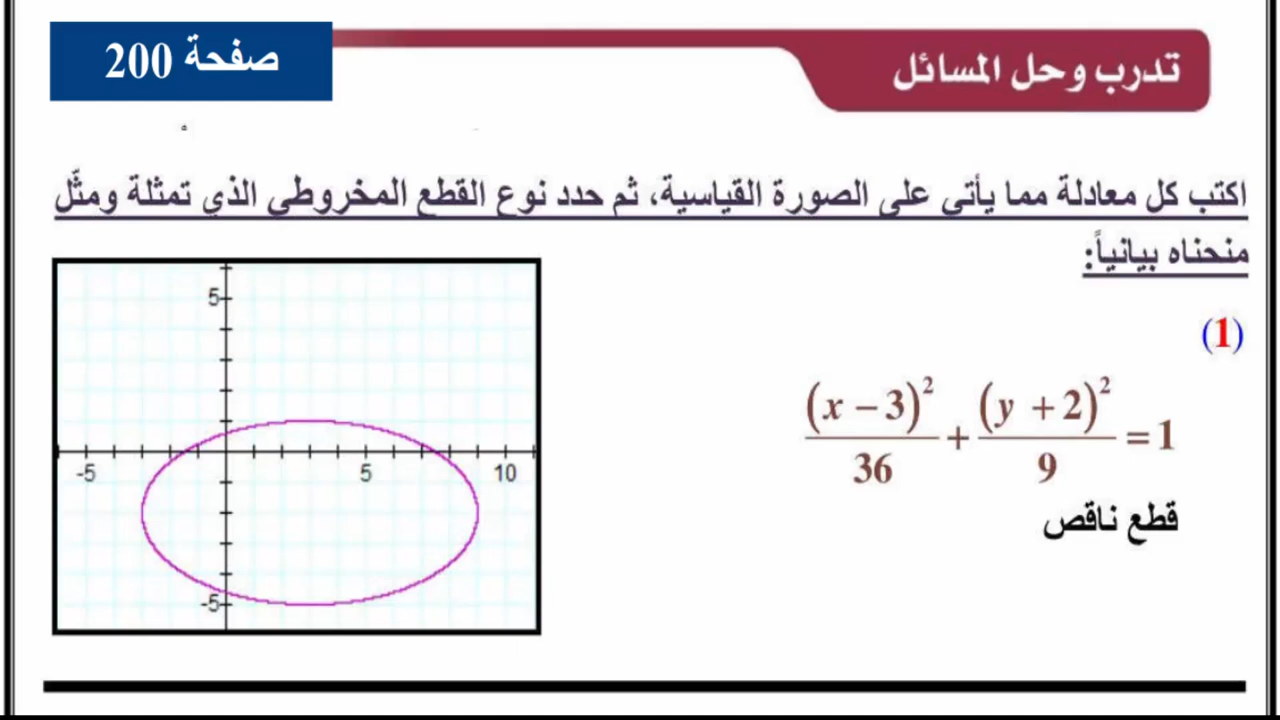 صفحة 200
تدرب وحل المسائل
اكتب كل معادلة مما يأتي على الصورة القياسية، ثم حدد نوع القطع المخروطي الذي تمثلة ومثّل
منحناه بيانياً:
(1)
(x − 3)² / 36 + (y + 2)² / 9 = 1
قطع ناقص
5
-5 5 10
-5